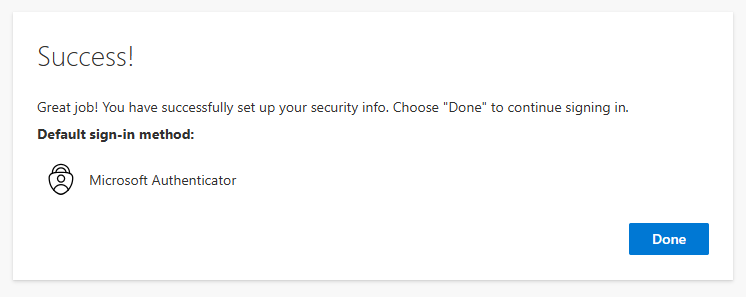 Success!
Great job! You have successfully set up your security info. Choose "Done" to continue signing in.
Default sign-in method:
Microsoft Authenticator
Done